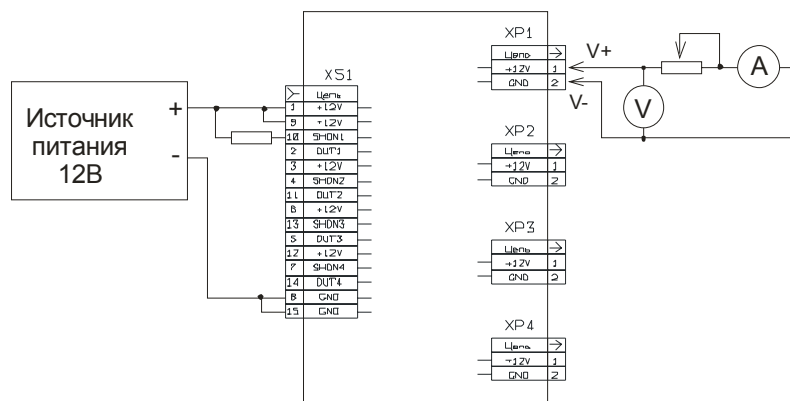 Источник
питания
12В
+
-
XS1
Цепь
1 +12V
9 +12V
10 SHDN1
2 OUT1
3 +12V
4 SHDN2
11 OUT2
6 +12V
13 SHDN3
5 OUT3
12 +12V
7 SHDN4
14 OUT4
8 GND
15 GND
XP1
Цепь
+12V 1
GND 2
V+
V-
V
A
XP2
Цепь
+12V 1
GND 2
XP3
Цепь
+12V 1
GND 2
XP4
Цепь
+12V 1
GND 2